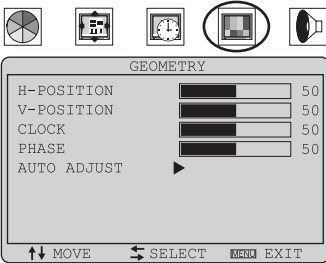 GEOMETRY
H-POSITION 50
V-POSITION 50
CLOCK 50
PHASE 50
AUTO ADJUST
MOVE SELECT MENU EXIT